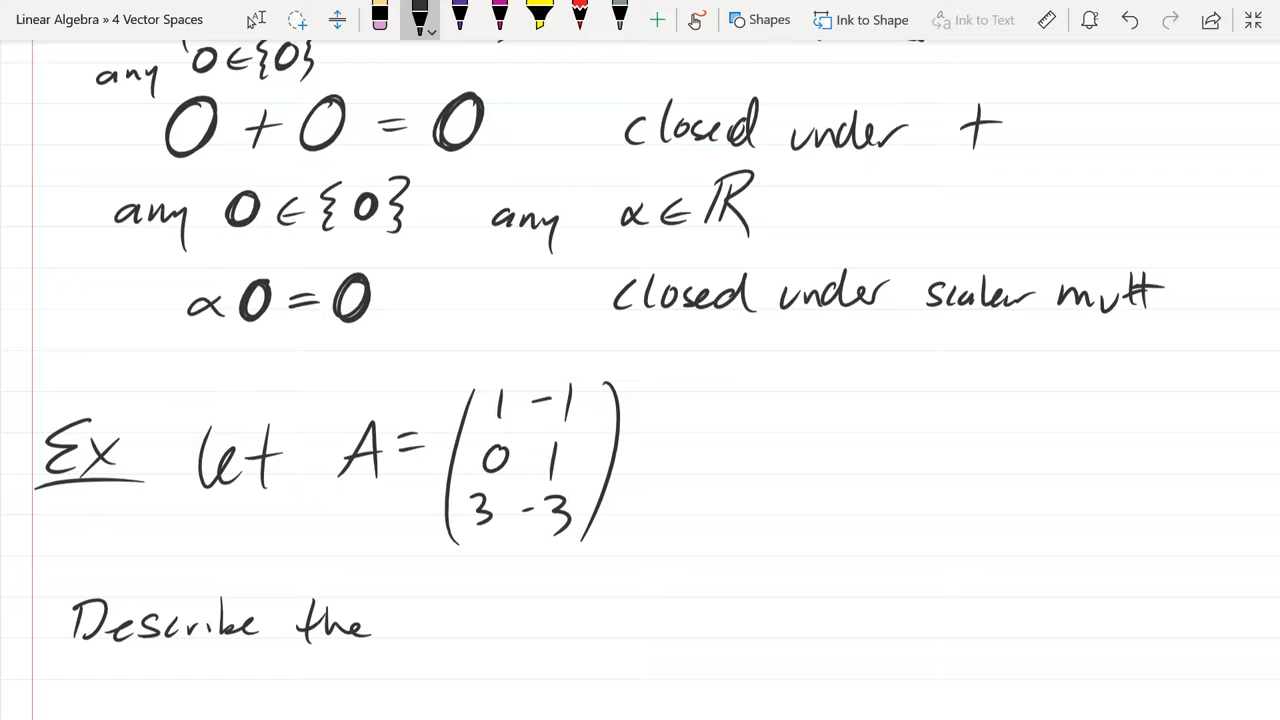 Linear Algebra » 4 Vector Spaces Shapes Ink to Shape Ink to Text
any 0 ∈ {0}
0 + 0 = 0 closed under +
any 0 ∈ {0} any α ∈ ℝ
α 0 = 0 closed under scalar mult
Ex let A = (1 -1
0 1
3 -3)
Describe the